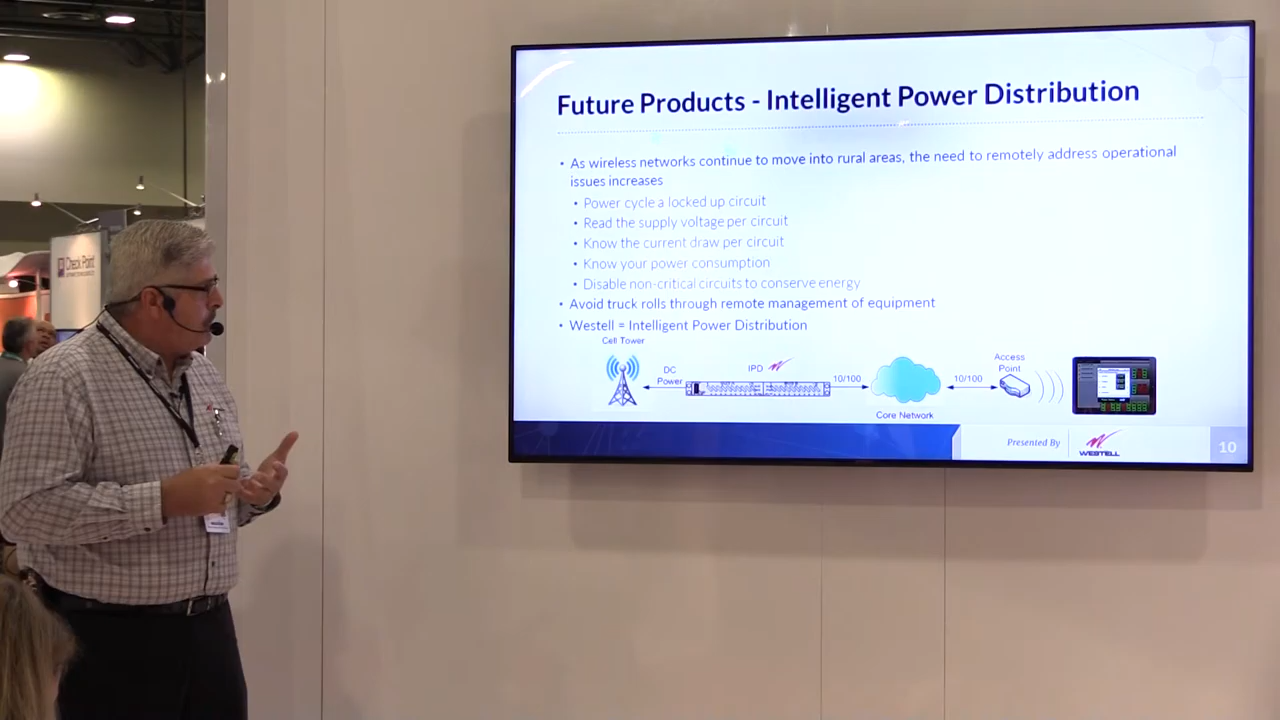 Future Products - Intelligent Power Distribution
• As wireless networks continue to move into rural areas, the need to remotely address operational
issues increases
• Power cycle a locked up circuit
• Read the supply voltage per circuit
• Know the current draw per circuit
• Know your power consumption
• Disable non-critical circuits to conserve energy
• Avoid truck rolls through remote management of equipment
• Westell = Intelligent Power Distribution
Cell Tower
DC
Power
IPD
10/100
Core Network
10/100
Access
Point
Presented By
WESTELL
10
Check Point